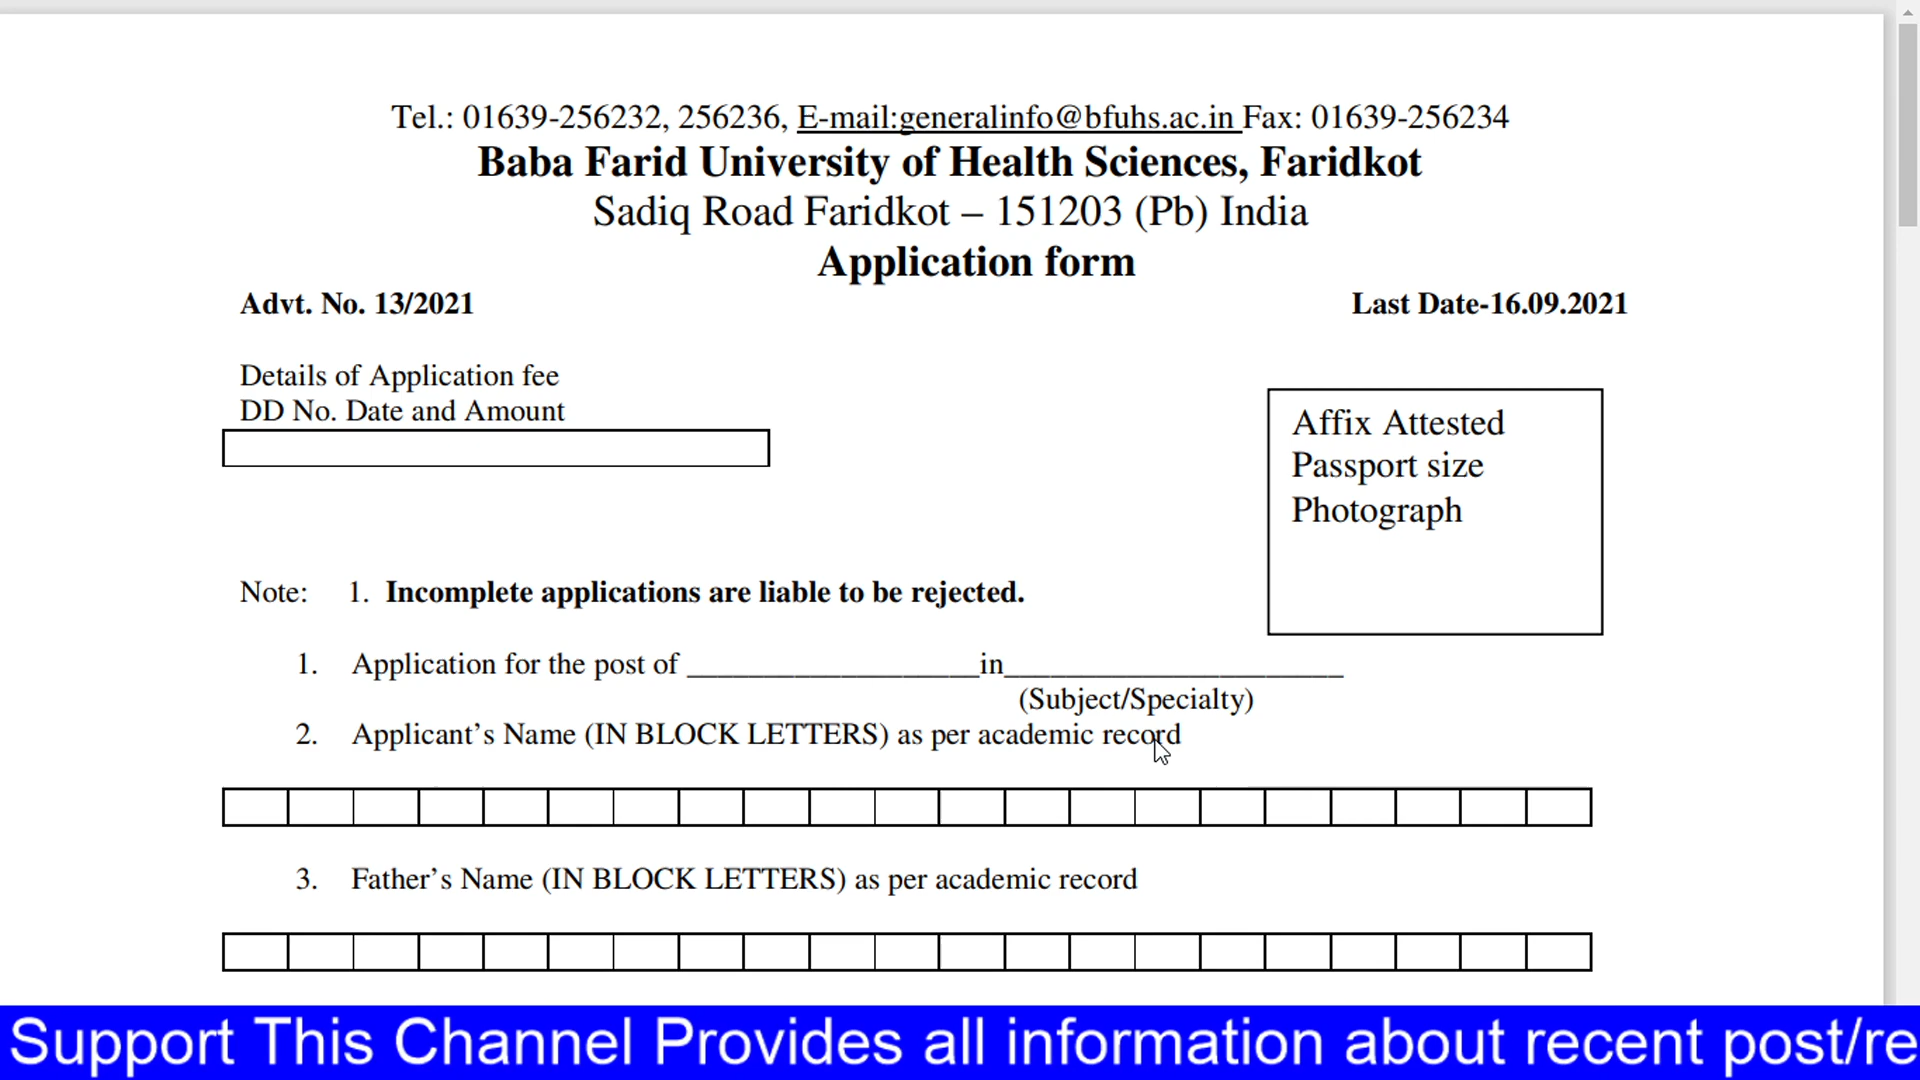 Tel.: 01639-256232, 256236, E-mail:generalinfo@bfuhs.ac.in Fax: 01639-256234
Baba Farid University of Health Sciences, Faridkot
Sadiq Road Faridkot – 151203 (Pb) India
Application form
Advt. No. 13/2021 Last Date-16.09.2021
Details of Application fee
DD No. Date and Amount
Affix Attested
Passport size
Photograph
Note: 1. Incomplete applications are liable to be rejected.
1. Application for the post of ___________________in______________________
(Subject/Specialty)
2. Applicant’s Name (IN BLOCK LETTERS) as per academic record
3. Father’s Name (IN BLOCK LETTERS) as per academic record
Support This Channel Provides all information about recent post/re